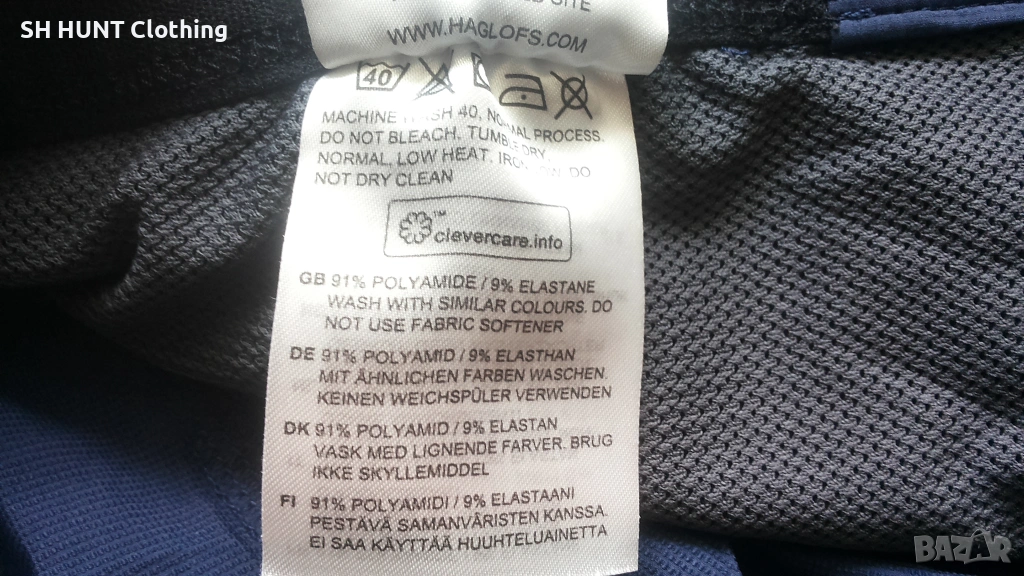 SH HUNT Clothing
SITE
WWW.HAGLOFS.COM
40
MACHINE WASH 40, NORMAL PROCESS.
DO NOT BLEACH. TUMBLE DRY
NORMAL, LOW HEAT. IRON LOW. DO
NOT DRY CLEAN
™
clevercare.info
GB 91% POLYAMIDE / 9% ELASTANE
WASH WITH SIMILAR COLOURS. DO
NOT USE FABRIC SOFTENER
DE 91% POLYAMID / 9% ELASTHAN
MIT ÄHNLICHEN FARBEN WASCHEN.
KEINEN WEICHSPÜLER VERWENDEN
DK 91% POLYAMID / 9% ELASTAN
VASK MED LIGNENDE FARVER. BRUG
IKKE SKYLLEMIDDEL
FI 91% POLYAMIDI / 9% ELASTAANI
PESTÄVÄ SAMANVÄRISTEN KANSSA.
EI SAA KÄYTTÄÄ HUUHTELUAINETTA
BAZAR